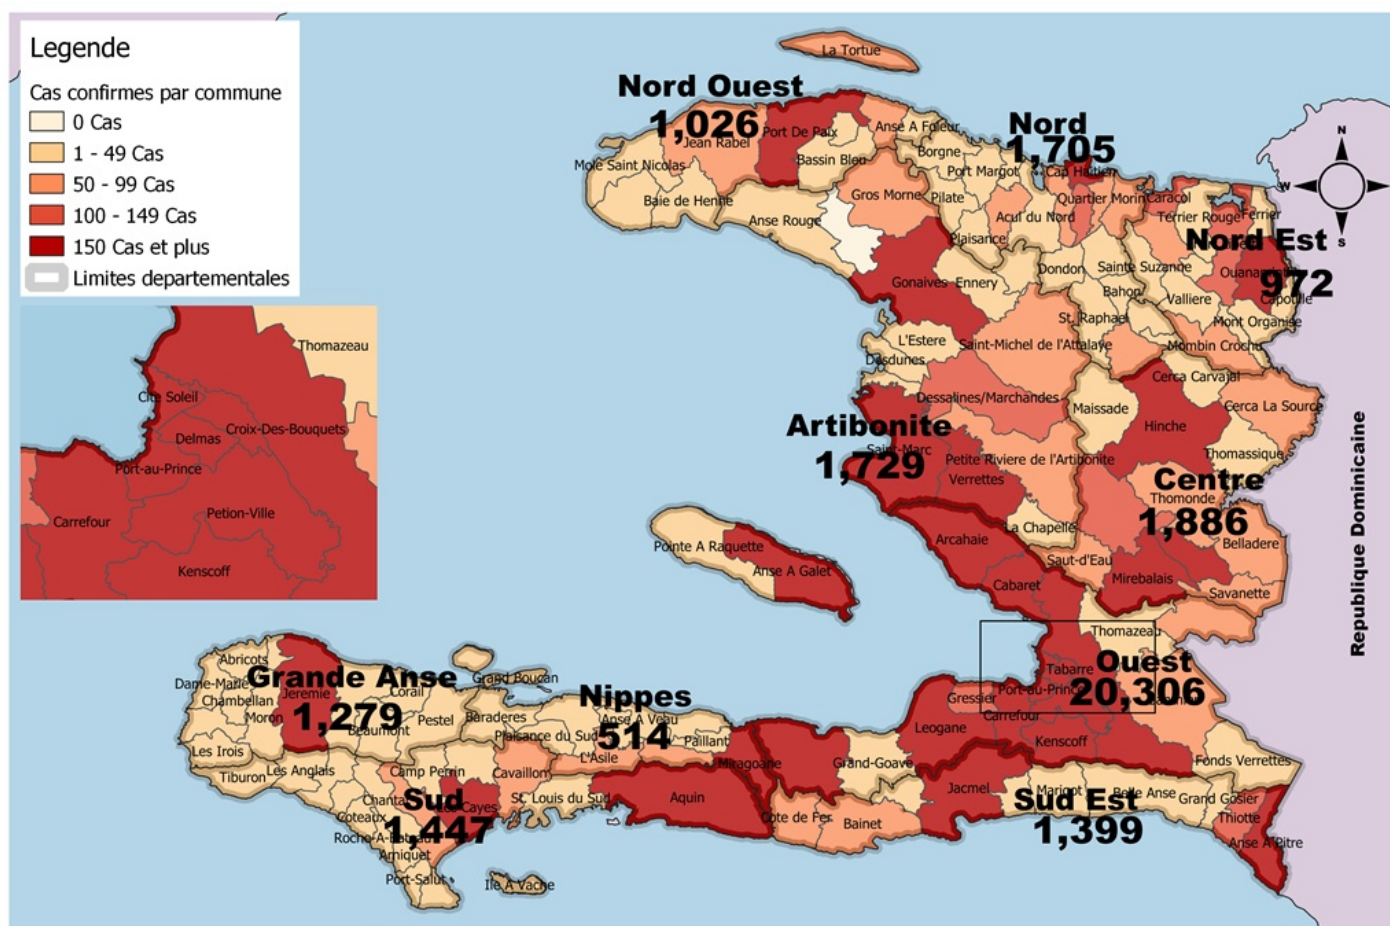 Legende
Cas confirmes par commune
0 Cas
1 - 49 Cas
50 - 99 Cas
100 - 149 Cas
150 Cas et plus
Limites departementales
Thomazeau
Cite Soleil
Croix-Des-Bouquets
Delmas
Port-au-Prince
Petion-Ville
Carrefour
Kenscoff
La Tortue
Nord Ouest
1,026
Port De Paix
Jean Rabel
Anse A Foleur
Mole Saint Nicolas
Bassin Bleu
Baie de Henne
Anse Rouge
Gros Morne
Nord
1,705
Borgne
Port Margot
Cap Haitien
Pilate
Quartier Morin
Caracol
Acul du Nord
Terrier Rouge
Ferrier
Plaisance
N
W
S
Nord Est
972
Dondon
Sainte Suzanne
Capotille
Bahon
Valliere
Gonaives
Ennery
St. Raphael
Mont Organise
L'Estere
Saint-Michel de l'Attalaye
Mombin Crochu
Desdunes
Cerca Carvajal
Dessalines/Marchandes
Maissade
Cerca La Source
Hinche
Artibonite
1,729
Saint-Marc
Petite Riviere de l'Artibonite
Thomassique
Verrettes
Centre
1,886
Thomonde
La Chapelle
Belladere
Arcahaie
Saut-d'Eau
Mirebalais
Cabaret
Savanette
Republique Dominicaine
Pointe A Raquette
Anse A Galet
Thomazeau
Ouest
20,306
Tabarre
Port-au-Prince
Gressier
Carrefour
Leogane
Kenscoff
Fonds Verrettes
Abricots
Grande Anse
1,279
Dame-Marie
Jeremie
Corail
Chambellan
Moron
Pestel
Beaumont
Les Irois
Grand Boucan
Nippes
514
Baraderes
Anse A Veau
Plaisance du Sud
Paillant
L'Asile
Miragoane
Grand-Goave
Tiburon
Les Anglais
Camp Perrin
Cavaillon
Sud
1,447
St. Louis du Sud
Aquin
Coteaux
Arniquet
Port-Salut
Ile A Vache
Cote de Fer
Bainet
Jacmel
Sud Est
1,399
Marigot
Belle Anse
Grand Gosier
Thiotte
Anse A Pitre